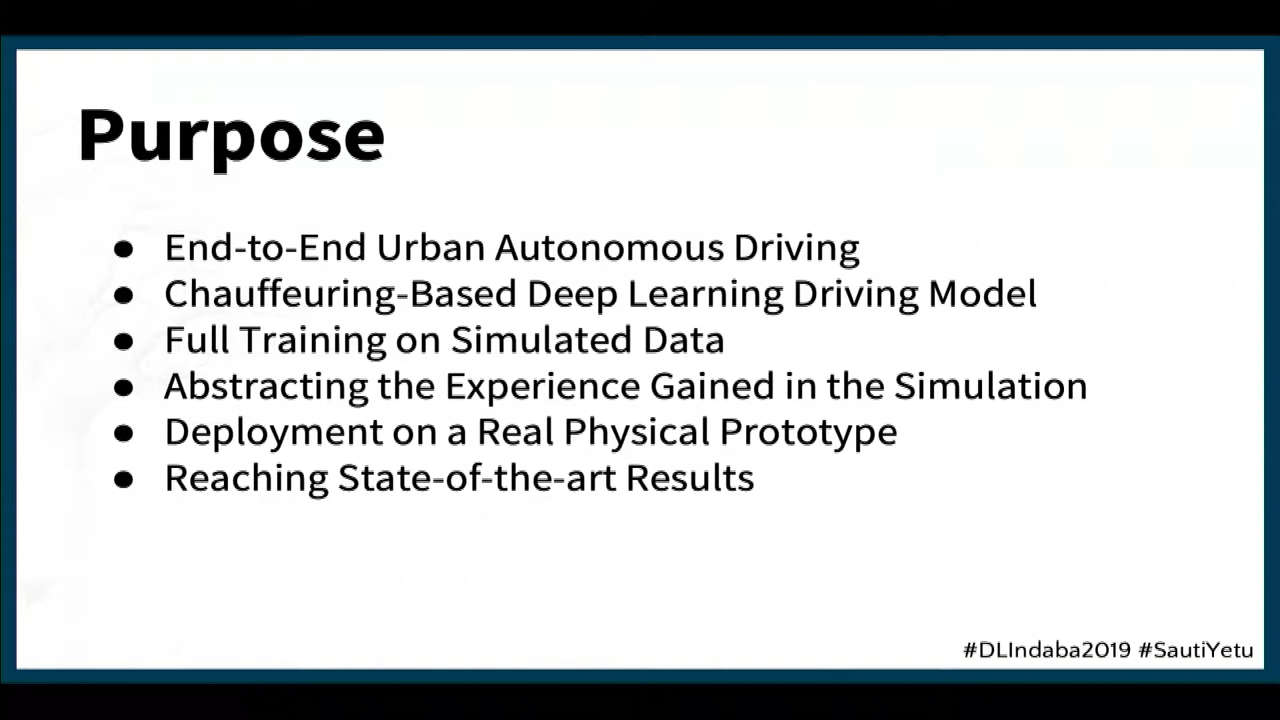 Purpose
● End-to-End Urban Autonomous Driving
● Chauffeuring-Based Deep Learning Driving Model
● Full Training on Simulated Data
● Abstracting the Experience Gained in the Simulation
● Deployment on a Real Physical Prototype
● Reaching State-of-the-art Results
#DLIndaba2019 #SautiYetu